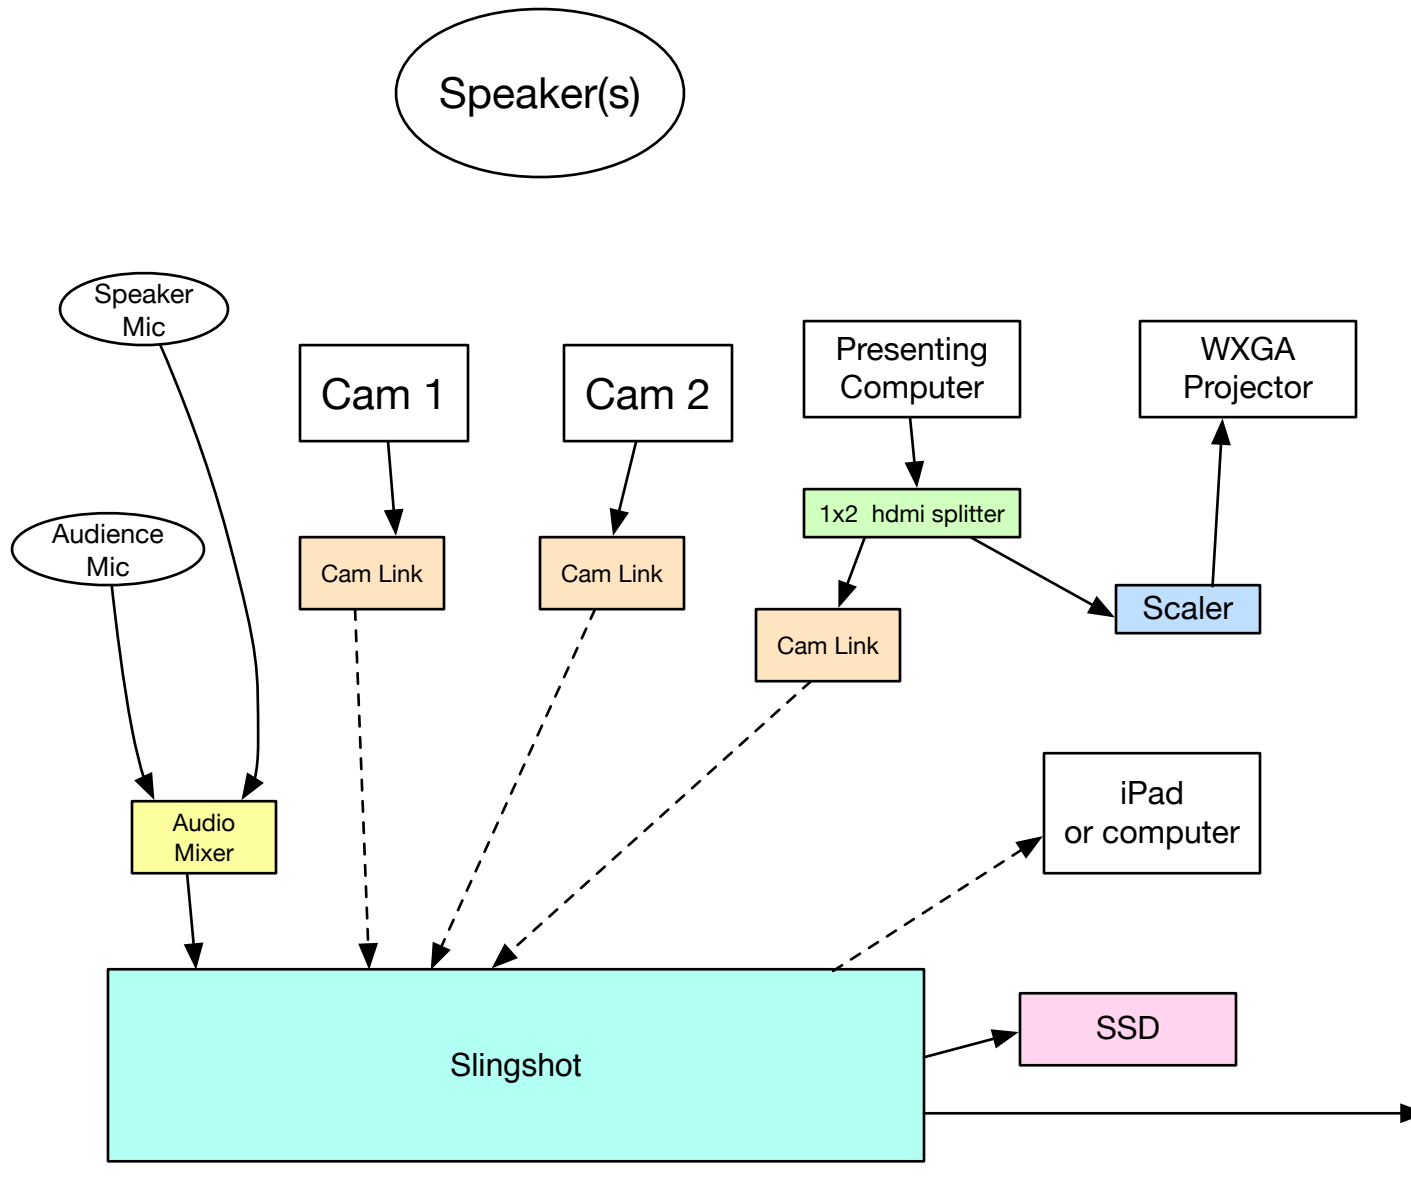 Speaker(s)
Speaker
Mic
Cam 1
Cam 2
Presenting
Computer
WXGA
Projector
Audience
Mic
1x2  hdmi splitter
Cam Link
Cam Link
Cam Link
Scaler
Audio
Mixer
iPad
or computer
Slingshot
SSD